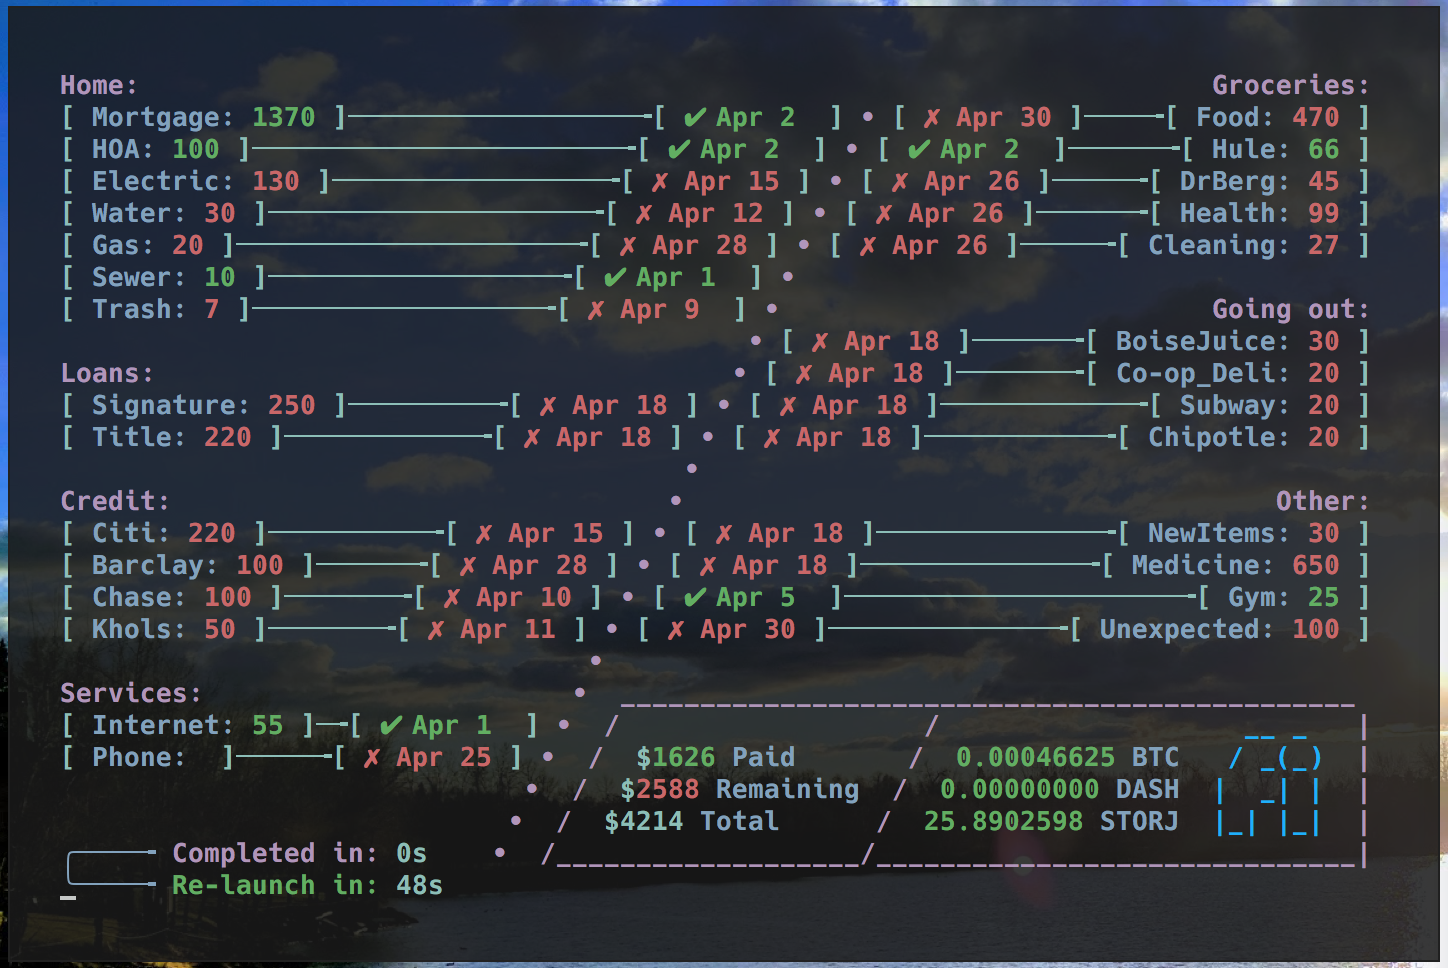 Home: Groceries:
[ Mortgage: 1370 ] [ ✔ Apr 2 ] • [ ✗ Apr 30 ] [ Food: 470 ]
[ HOA: 100 ] [ ✔ Apr 2 ] • [ ✔ Apr 2 ] [ Hule: 66 ]
[ Electric: 130 ] [ ✗ Apr 15 ] • [ ✗ Apr 26 ] [ DrBerg: 45 ]
[ Water: 30 ] [ ✗ Apr 12 ] • [ ✗ Apr 26 ] [ Health: 99 ]
[ Gas: 20 ] [ ✗ Apr 28 ] • [ ✗ Apr 26 ] [ Cleaning: 27 ]
[ Sewer: 10 ] [ ✔ Apr 1 ] •
[ Trash: 7 ] [ ✗ Apr 9 ] • Going out:
• [ ✗ Apr 18 ] [ BoiseJuice: 30 ]
Loans: • [ ✗ Apr 18 ] [ Co-op_Deli: 20 ]
[ Signature: 250 ] [ ✗ Apr 18 ] • [ ✗ Apr 18 ] [ Subway: 20 ]
[ Title: 220 ] [ ✗ Apr 18 ] • [ ✗ Apr 18 ] [ Chipotle: 20 ]
Credit: • Other:
[ Citi: 220 ] [ ✗ Apr 15 ] • [ ✗ Apr 18 ] [ NewItems: 30 ]
[ Barclay: 100 ] [ ✗ Apr 28 ] • [ ✗ Apr 18 ] [ Medicine: 650 ]
[ Chase: 100 ] [ ✗ Apr 10 ] • [ ✔ Apr 5 ] [ Gym: 25 ]
[ Khols: 50 ] [ ✗ Apr 11 ] • [ ✗ Apr 30 ] [ Unexpected: 100 ]
Services: •
[ Internet: 55 ] [ ✔ Apr 1 ] •
[ Phone: ] [ ✗ Apr 25 ] • / $1626 Paid / 0.00046625 BTC
• / $2588 Remaining / 0.00000000 DASH
• / $4214 Total / 25.8902598 STORJ
Completed in: 0s •
Re-launch in: 48s